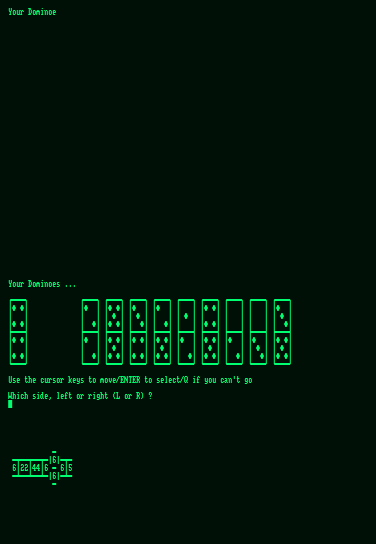 Your Dominoe
Your Dominoes ...
Use the cursor keys to move/ENTER to select/Q if you can't go
Which side, left or right (L or R) ?
|6|
6|22|44|6 = 6|5
|6|